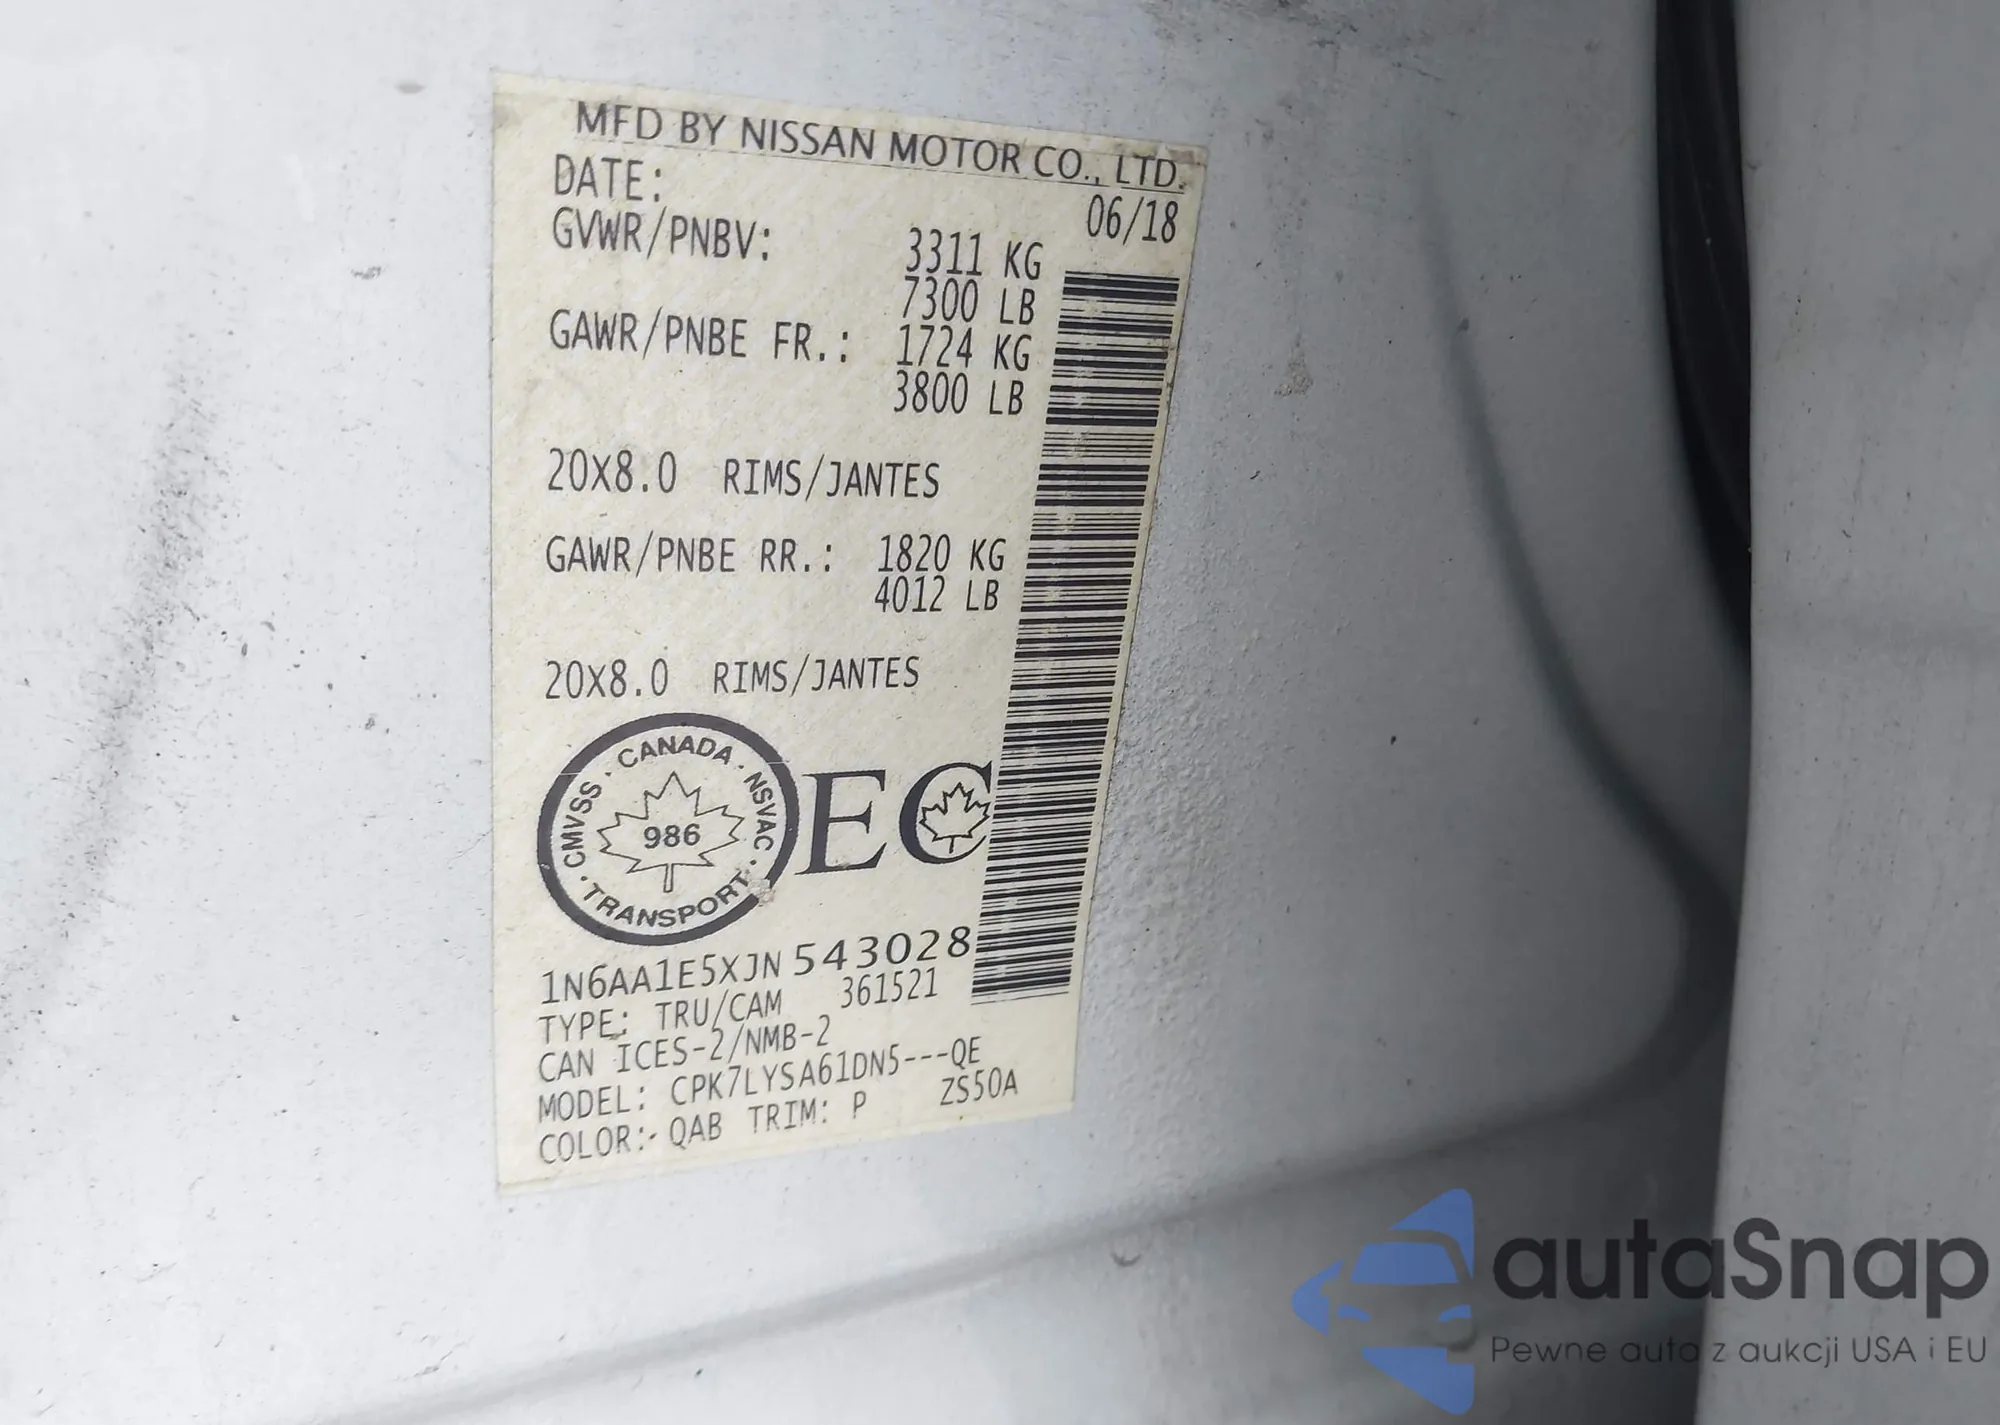 MFD BY NISSAN MOTOR CO., LTD.
DATE: 06/18
GVWR/PNBV: 3311 KG
7300 LB
GAWR/PNBE FR.: 1724 KG
3800 LB
20X8.0 RIMS/JANTES
GAWR/PNBE RR.: 1820 KG
4012 LB
20X8.0 RIMS/JANTES
CMVSS · CANADA · NSVAC · TRANSPORT ·
986
EC
1N6AA1E5XJN543028
TYPE: TRU/CAM 361521
CAN ICES-2/NMB-2
MODEL: CPK7LYSA61DN5---QE
COLOR: QAB TRIM: P ZS50A
autaSnap
Pewne auta z aukcji USA i EU